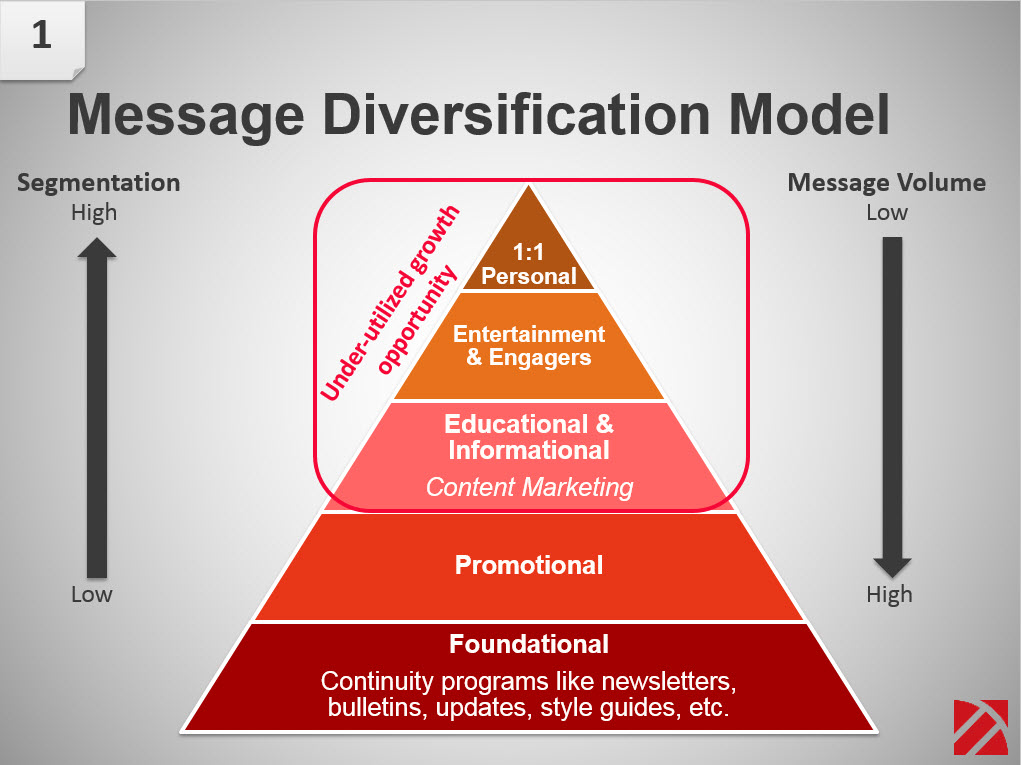 1
Message Diversification Model
Segmentation
High
Low
Message Volume
Low
High
Under-utilized growth
opportunity
1:1
Personal
Entertainment
& Engagers
Educational &
Informational
Content Marketing
Promotional
Foundational
Continuity programs like newsletters,
bulletins, updates, style guides, etc.